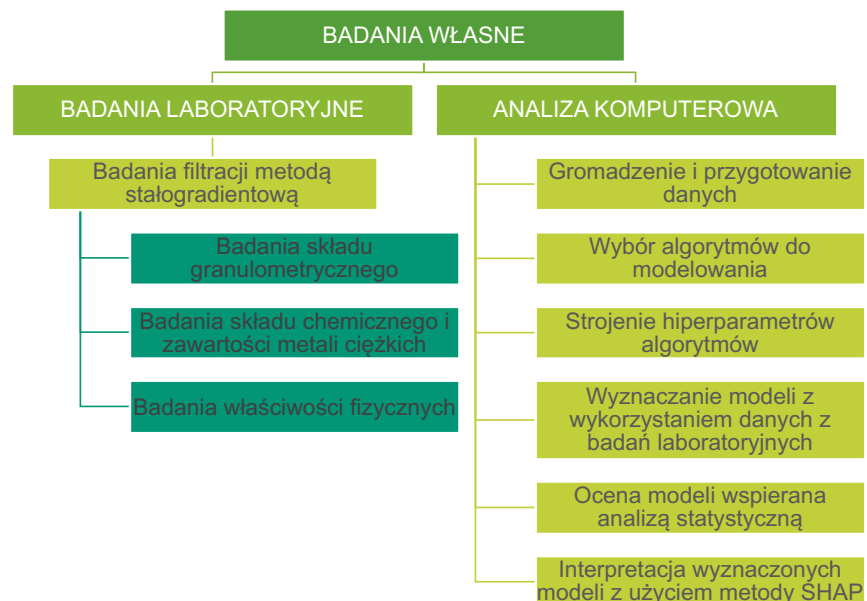 BADANIA WŁASNE
BADANIA LABORATORYJNE
Badania filtracji metodą
stałogradientową
Badania składu
granulometrycznego
Badania składu chemicznego i
zawartości metali ciężkich
Badania właściwości fizycznych
ANALIZA KOMPUTEROWA
Gromadzenie i przygotowanie
danych
Wybór algorytmów do
modelowania
Strojenie hiperparametrów
algorytmów
Wyznaczanie modeli z
wykorzystaniem danych z
badań laboratoryjnych
Ocena modeli wspierana
analizą statystyczną
Interpretacja wyznaczonych
modeli z użyciem metody SHAP